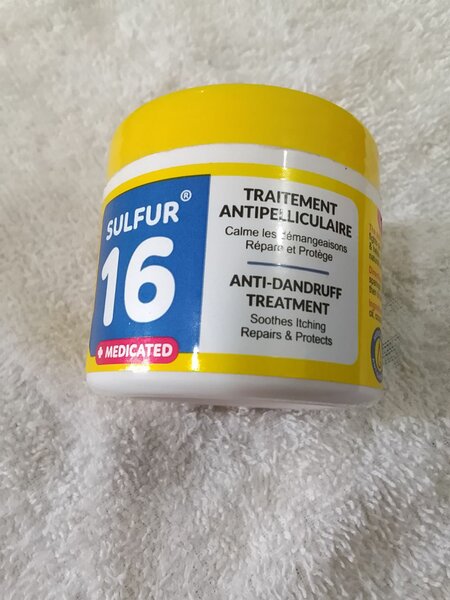 SULFUR®
16
+ MEDICATED
TRAITEMENT
ANTIPELLICULAIRE
Calme les démangeaisons
Répare et Protège
ANTI-DANDRUFF
TREATMENT
Soothes Itching
Repairs & Protects